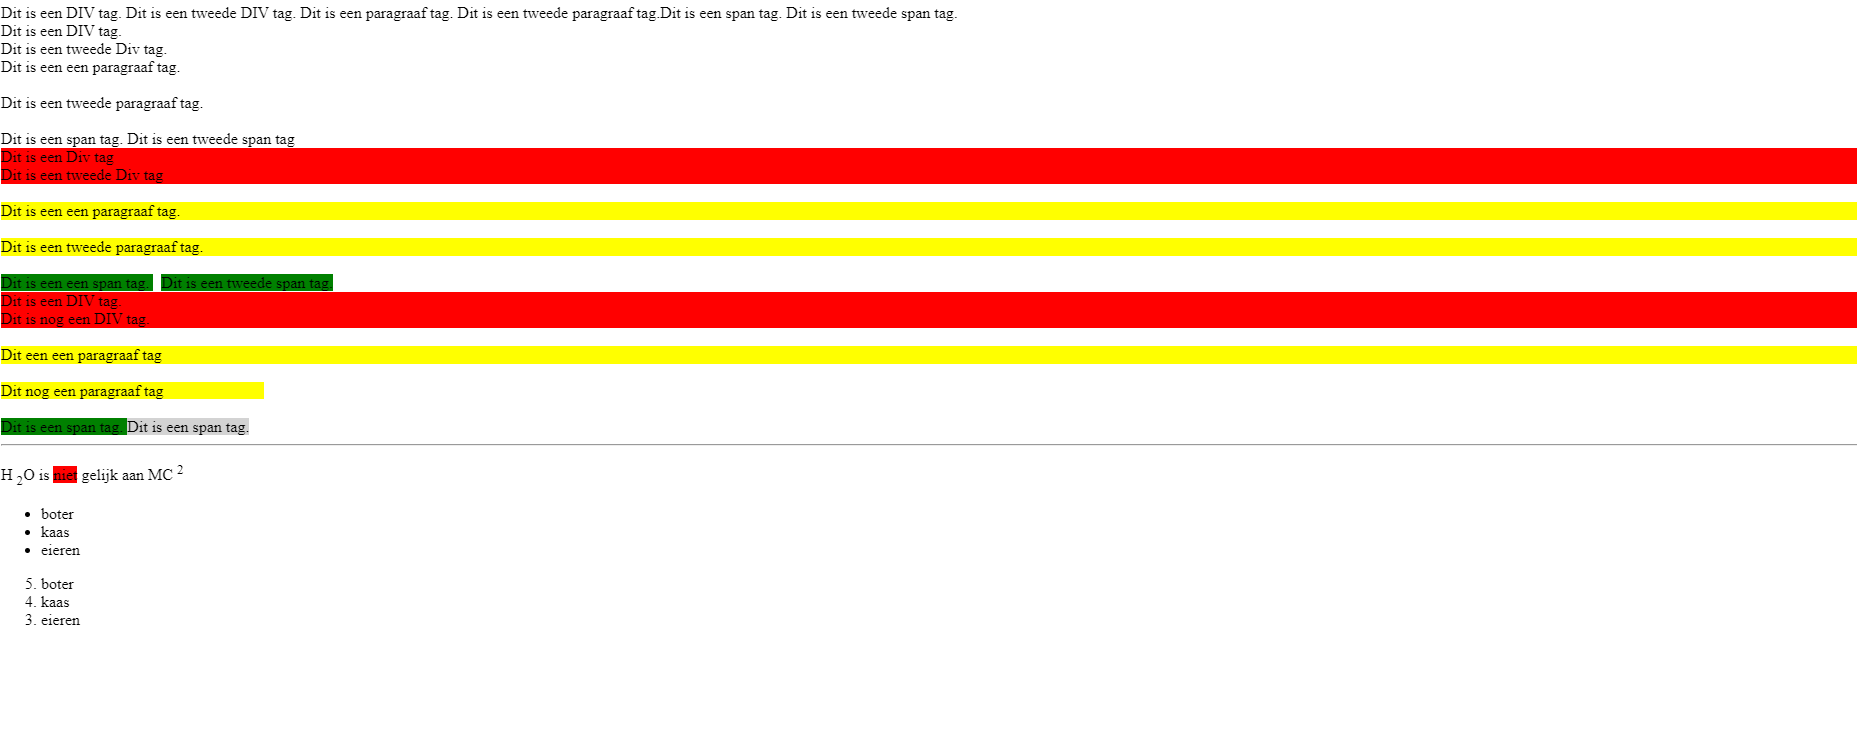 Dit is een DIV tag. Dit is een tweede DIV tag. Dit is een paragraaf tag. Dit is een tweede paragraaf tag.Dit is een span tag. Dit is een tweede span tag.
Dit is een DIV tag.
Dit is een tweede Div tag.
Dit is een een paragraaf tag.
Dit is een tweede paragraaf tag.
Dit is een span tag. Dit is een tweede span tag
Dit is een Div tag
Dit is een tweede Div tag
Dit is een een paragraaf tag.
Dit is een tweede paragraaf tag.
Dit is een een span tag. Dit is een tweede span tag.
Dit is een DIV tag.
Dit is nog een DIV tag.
Dit een een paragraaf tag
Dit nog een paragraaf tag
Dit is een span tag. Dit is een span tag.
H 2O is niet gelijk aan MC 2
• boter
• kaas
• eieren
5. boter
4. kaas
3. eieren